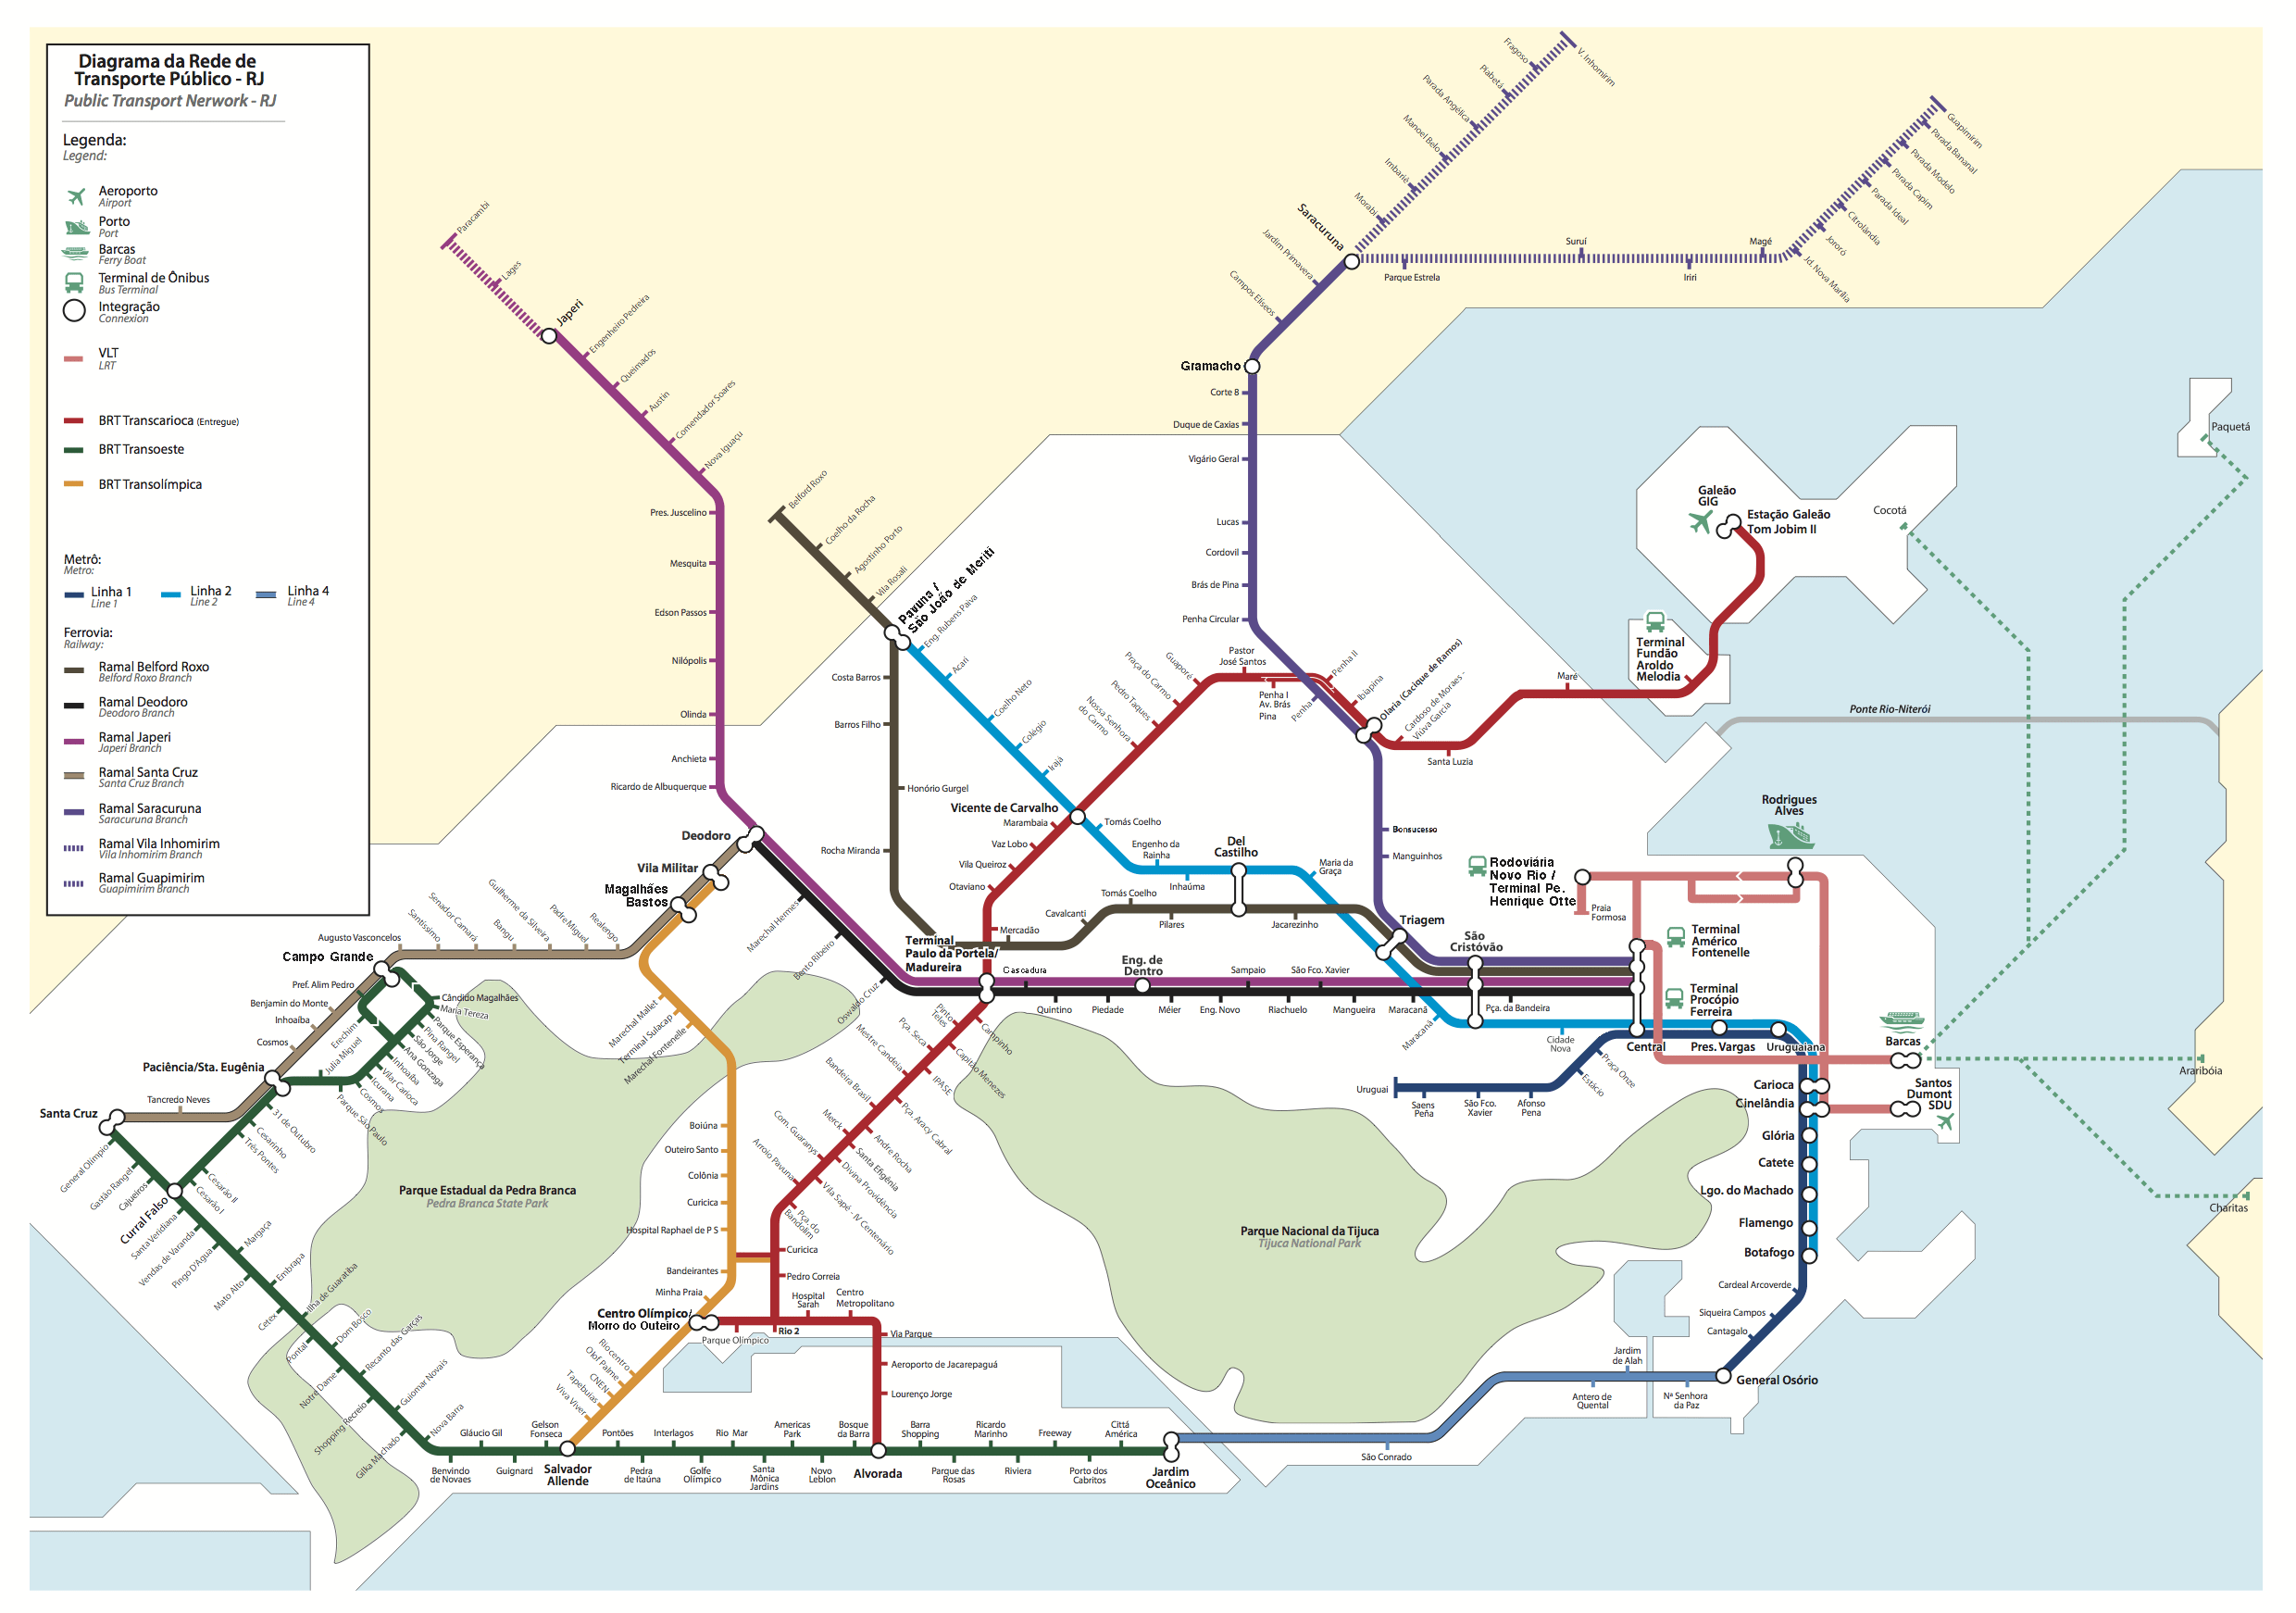 Diagrama da Rede de
Transporte Público - RJ
Public Transport Nerwork - RJ
Legenda:
Legend:
Aeroporto
Airport
Porto
Port
Barcas
Ferry Boat
Terminal de Ônibus
Bus Terminal
Integração
Connexion
VLT
LRT
BRT Transcarioca (Entregue)
BRT Transoeste
BRT Transolímpica
Metrô:
Metro:
Linha 1
Line 1
Linha 2
Line 2
Linha 4
Line 4
Ferrovia:
Railway:
Ramal Belford Roxo
Belford Roxo Branch
Ramal Deodoro
Deodoro Branch
Ramal Japeri
Japeri Branch
Ramal Santa Cruz
Santa Cruz Branch
Ramal Saracuruna
Saracuruna Branch
Ramal Vila Inhomirim
Vila Inhomirim Branch
Ramal Guapimirim
Guapimirim Branch
Paracambi
Lages
Japeri
Engenheiro Pedreira
Queimados
Austin
Comendador Soares
Nova Iguaçu
Pres. Juscelino
Mesquita
Edson Passos
Nilópolis
Olinda
Anchieta
Ricardo de Albuquerque
Deodoro
Vila Militar
Magalhães
Bastos
Belford Roxo
Coelho da Rocha
Agostinho Porto
Vila Rosali
Pavuna /
São João de Meriti
Eng. Rubens Paiva
Acari
Coelho Neto
Colégio
Irajá
Costa Barros
Barros Filho
Honório Gurgel
Rocha Miranda
V. Inhomirim
Fragoso
Piabetá
Parada Angélica
Manoel Belo
Imbariê
Morabi
Saracuruna
Jardim Primavera
Campos Elíseos
Gramacho
Corte 8
Duque de Caxias
Vigário Geral
Lucas
Cordovil
Brás de Pina
Penha Circular
Parque Estrela
Suruí
Iriri
Magé
Jd. Nova Marília
Jororó
Citrolândia
Parada Ideal
Parada Capim
Parada Modelo
Parada Bananal
Guapimirim
Paquetá
Cocotá
Galeão
GIG
Estação Galeão
Tom Jobim II
Terminal
Fundão
Aroldo
Melodia
Ponte Rio-Niterói
Maré
Santa Luzia
Cardoso de Moraes -
Viúva Garcia
Olaria (Cacique de Ramos)
Ibiapina
Penha II
Penha
Penha I
Av. Brás
Pina
Pastor
José Santos
Guaporé
Praça do Carmo
Pedro Taques
Nossa Senhora
do Carmo
Vicente de Carvalho
Marambaia
Vaz Lobo
Vila Queiroz
Otaviano
Mercadão
Tomás Coelho
Engenho da
Rainha
Inhaúma
Del
Castilho
Maria da
Graça
Tomás Coelho
Cavalcanti
Pilares
Jacarezinho
Triagem
Bonsucesso
Manguinhos
Rodoviária
Novo Rio /
Terminal Pe.
Henrique Otte
Praia
Formosa
Rodrigues
Alves
Terminal
Américo
Fontenelle
Terminal
Procópio
Ferreira
São
Cristóvão
Terminal
Paulo da Portela/
Madureira
Cascadura
Eng. de
Dentro
Sampaio
São Fco. Xavier
Quintino
Piedade
Méier
Eng. Novo
Riachuelo
Mangueira
Maracanã
Pça. da Bandeira
Maracanã
Cidade
Nova
Central
Pres. Vargas
Uruguaiana
Praça Onze
Estácio
Uruguai
Saens
Peña
São Fco.
Xavier
Afonso
Pena
Barcas
Santos
Dumont
SDU
Araribóia
Charitas
Carioca
Cinelândia
Glória
Catete
Lgo. do Machado
Flamengo
Botafogo
Cardeal Arcoverde
Siqueira Campos
Cantagalo
General Osório
Jardim
de Alah
Nª Senhora
da Paz
Antero de
Quental
São Conrado
Jardim
Oceânico
Marechal Hermes
Bento Ribeiro
Oswaldo Cruz
Realengo
Padre Miguel
Guilherme da Silveira
Bangu
Senador Camará
Santíssimo
Augusto Vasconcelos
Campo Grande
Pref. Alim Pedro
Benjamin do Monte
Inhoaíba
Cosmos
Paciência/Sta. Eugênia
Tancredo Neves
Santa Cruz
Cândido Magalhães
Maria Tereza
Parque Esperança
Pina Rangel
São Jorge
Ana Gonzaga
Inhoaíba
Vilar Carioca
Icurana
Cosmos
Parque São Paulo
Julia Miguel
Erechim
31 de Outubro
Cesarinho
Três Pontes
Cesarão II
Cesarão I
General Olímpio
Gastão Rangel
Cajueiros
Curral Falso
Santa Veridiana
Vendas de Varanda
Pingo D'Agua
Mato Alto
Cetex
Pontal
Notre Dame
Shopping Recreio
Gilka Machado
Margaça
Embrapa
Ilha de Guaratiba
Dom Bosco
Recanto das Garças
Guiomar Novais
Nova Barra
Benvindo
de Novaes
Gláucio Gil
Guignard
Gelson
Fonseca
Salvador
Allende
Pontões
Pedra
de Itaúna
Interlagos
Golfe
Olímpico
Rio Mar
Santa
Mônica
Jardins
Americas
Park
Novo
Leblon
Bosque
da Barra
Alvorada
Barra
Shopping
Parque das
Rosas
Ricardo
Marinho
Riviera
Freeway
Porto dos
Cabritos
Cittá
América
Marechal Mallet
Terminal Sulacap
Marechal Fontenelle
Boiúna
Outeiro Santo
Colônia
Curicica
Hospital Raphael de P S
Bandeirantes
Minha Praia
Centro Olímpico/
Morro do Outeiro
Riocentro
Olof Palme
CNEN
Tapebuias
Viva Viver
Parque Olímpico
Rio 2
Hospital
Sarah
Centro
Metropolitano
Via Parque
Aeroporto de Jacarepaguá
Lourenço Jorge
Curicica
Pedro Correia
Pça. do
Bandolim
Arroio Pavuna
Vila Sapê - IV Centenário
Com. Guaranys
Divina Providência
Santa Efigênia
Merck
Andre Rocha
Bandeira Brasil
Pça. Aracy Cabral
Mestre Candeia
IPASE
Pça. Seca
Capitão Menezes
Pinto
Teles
Campinho
Parque Estadual da Pedra Branca
Pedra Branca State Park
Parque Nacional da Tijuca
Tijuca National Park